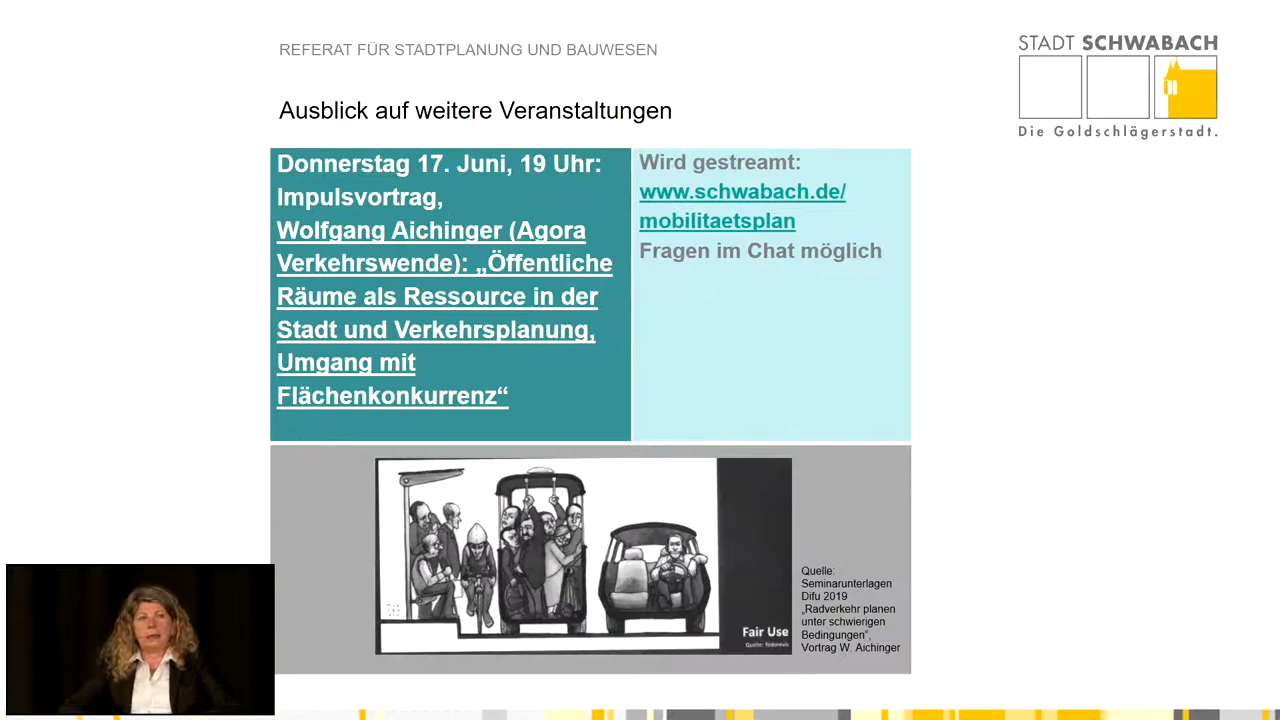 REFERAT FÜR STADTPLANUNG UND BAUWESEN
STADT SCHWABACH
Die Goldschlägerstadt.
Ausblick auf weitere Veranstaltungen
Donnerstag 17. Juni, 19 Uhr:
Impulsvortrag,
Wolfgang Aichinger (Agora
Verkehrswende): „Öffentliche
Räume als Ressource in der
Stadt und Verkehrsplanung,
Umgang mit
Flächenkonkurrenz“
Wird gestreamt:
www.schwabach.de/
mobilitaetsplan
Fragen im Chat möglich
Fair Use
Quelle: Todorovic
Quelle:
Seminarunterlagen
Difu 2019
„Radverkehr planen
unter schwierigen
Bedingungen“,
Vortrag W. Aichinger